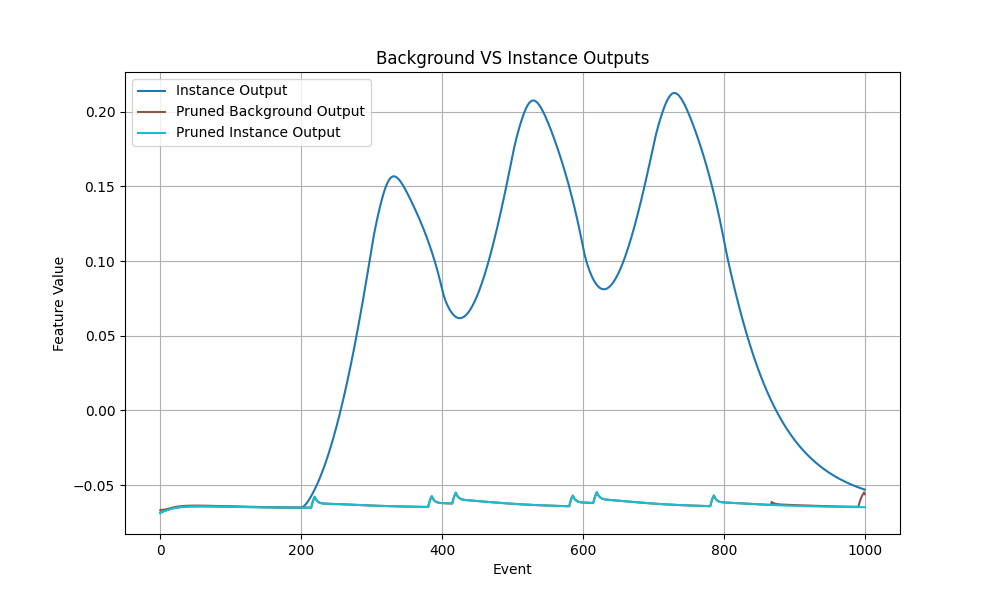 Background VS Instance Outputs
Instance Output
Pruned Background Output
Pruned Instance Output
Feature Value
0.20
0.15
0.10
0.05
0.00
−0.05
0 200 400 600 800 1000
Event